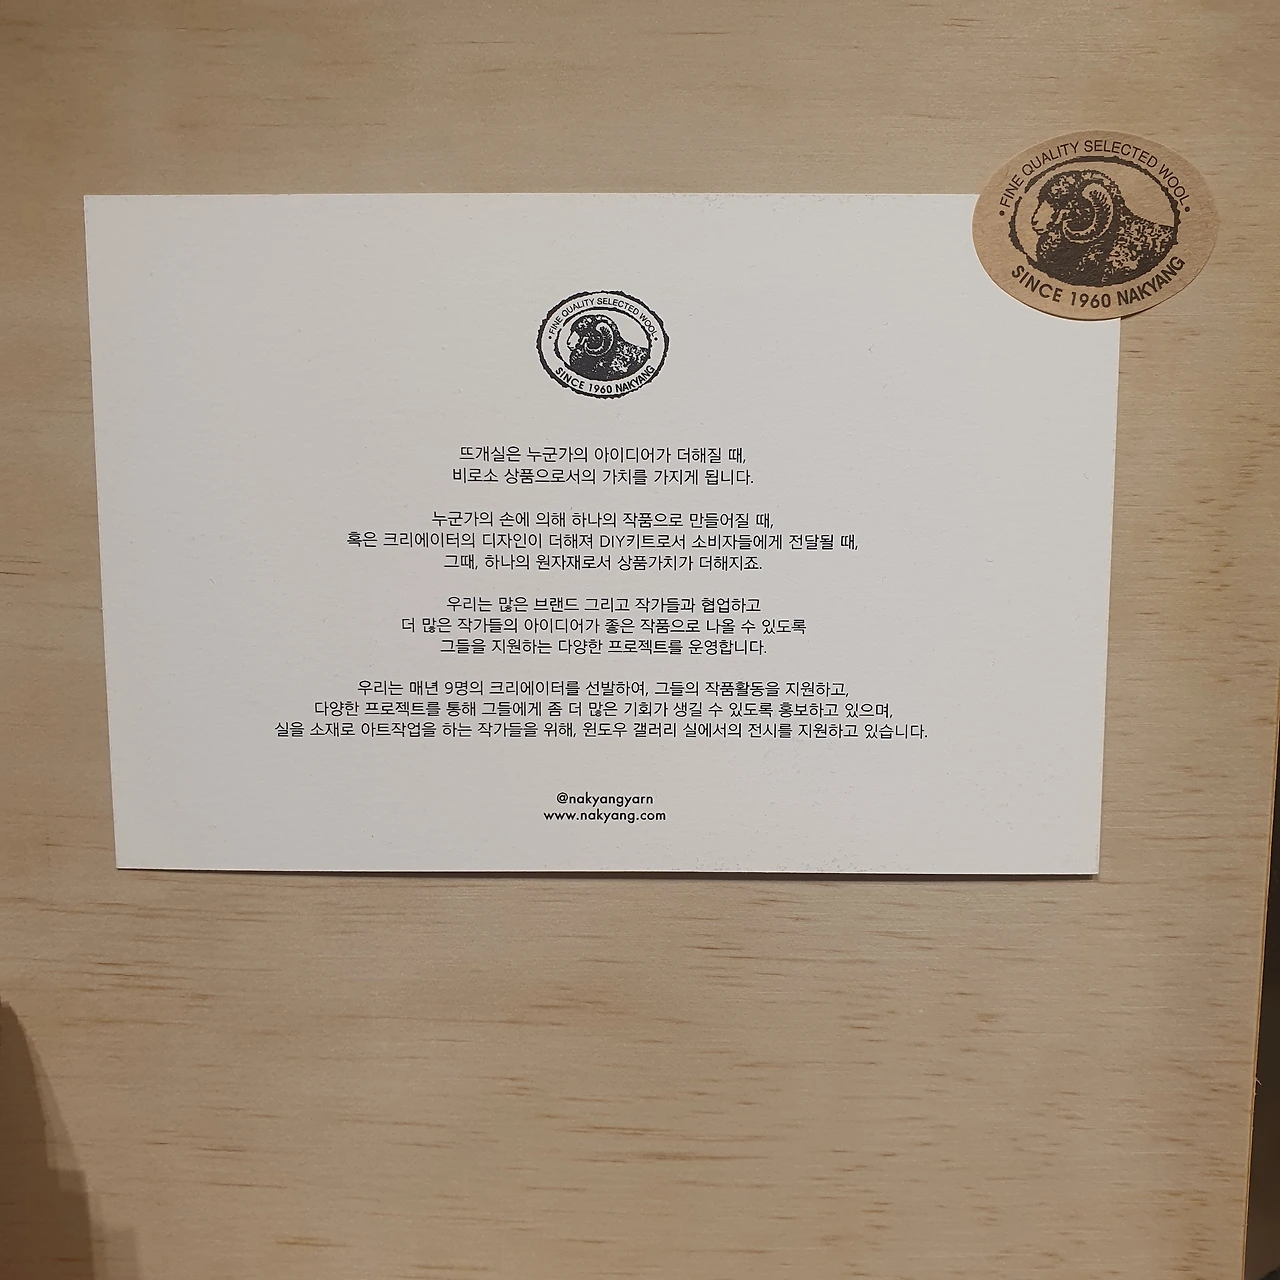 • FINE QUALITY SELECTED WOOL •
SINCE 1960 NAKYANG
• FINE QUALITY SELECTED WOOL •
SINCE 1960 NAKYANG
뜨개실은 누군가의 아이디어가 더해질 때,
비로소 상품으로서의 가치를 가지게 됩니다.
누군가의 손에 의해 하나의 작품으로 만들어질 때,
혹은 크리에이터의 디자인이 더해져 DIY키트로서 소비자들에게 전달될 때,
그때, 하나의 원자재로서 상품가치가 더해지죠.
우리는 많은 브랜드 그리고 작가들과 협업하고
더 많은 작가들의 아이디어가 좋은 작품으로 나올 수 있도록
그들을 지원하는 다양한 프로젝트를 운영합니다.
우리는 매년 9명의 크리에이터를 선발하여, 그들의 작품활동을 지원하고,
다양한 프로젝트를 통해 그들에게 좀 더 많은 기회가 생길 수 있도록 홍보하고 있으며,
실을 소재로 아트작업을 하는 작가들을 위해, 윈도우 갤러리 실에서의 전시를 지원하고 있습니다.
@nakyangyarn
www.nakyang.com